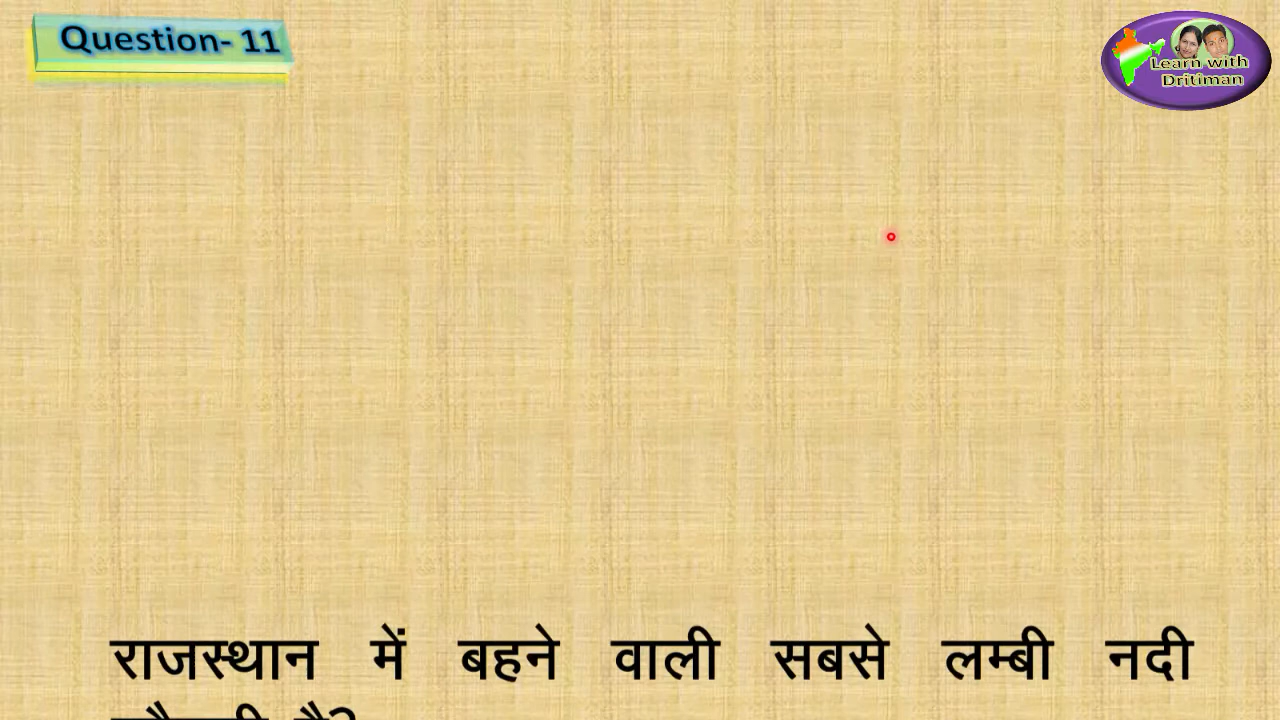 Question- 11
Learn with
Dritiman
राजस्थान में बहने वाली सबसे लम्बी नदी